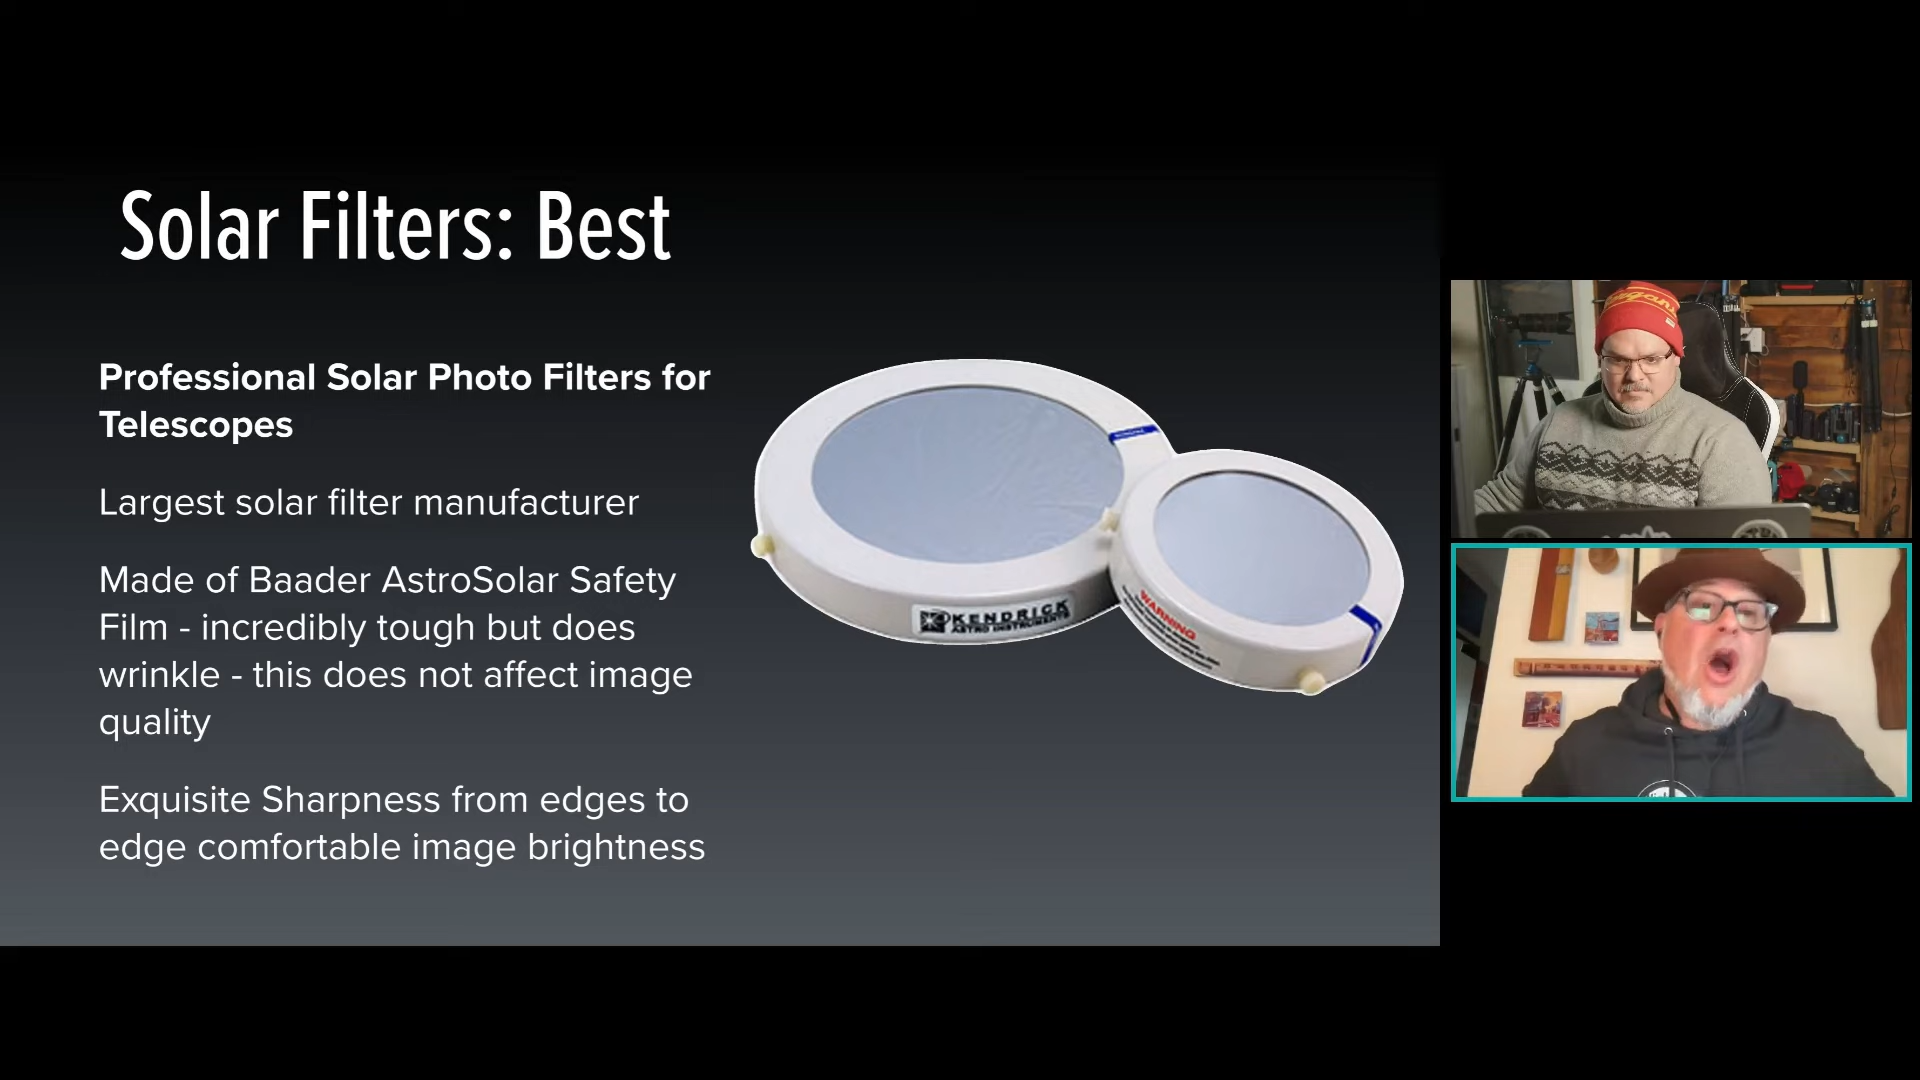 Solar Filters: Best
Professional Solar Photo Filters for
Telescopes
Largest solar filter manufacturer
Made of Baader AstroSolar Safety
Film - incredibly tough but does
wrinkle - this does not affect image
quality
Exquisite Sharpness from edges to
edge comfortable image brightness
KENDRICK
ASTRO INSTRUMENTS
WARNING